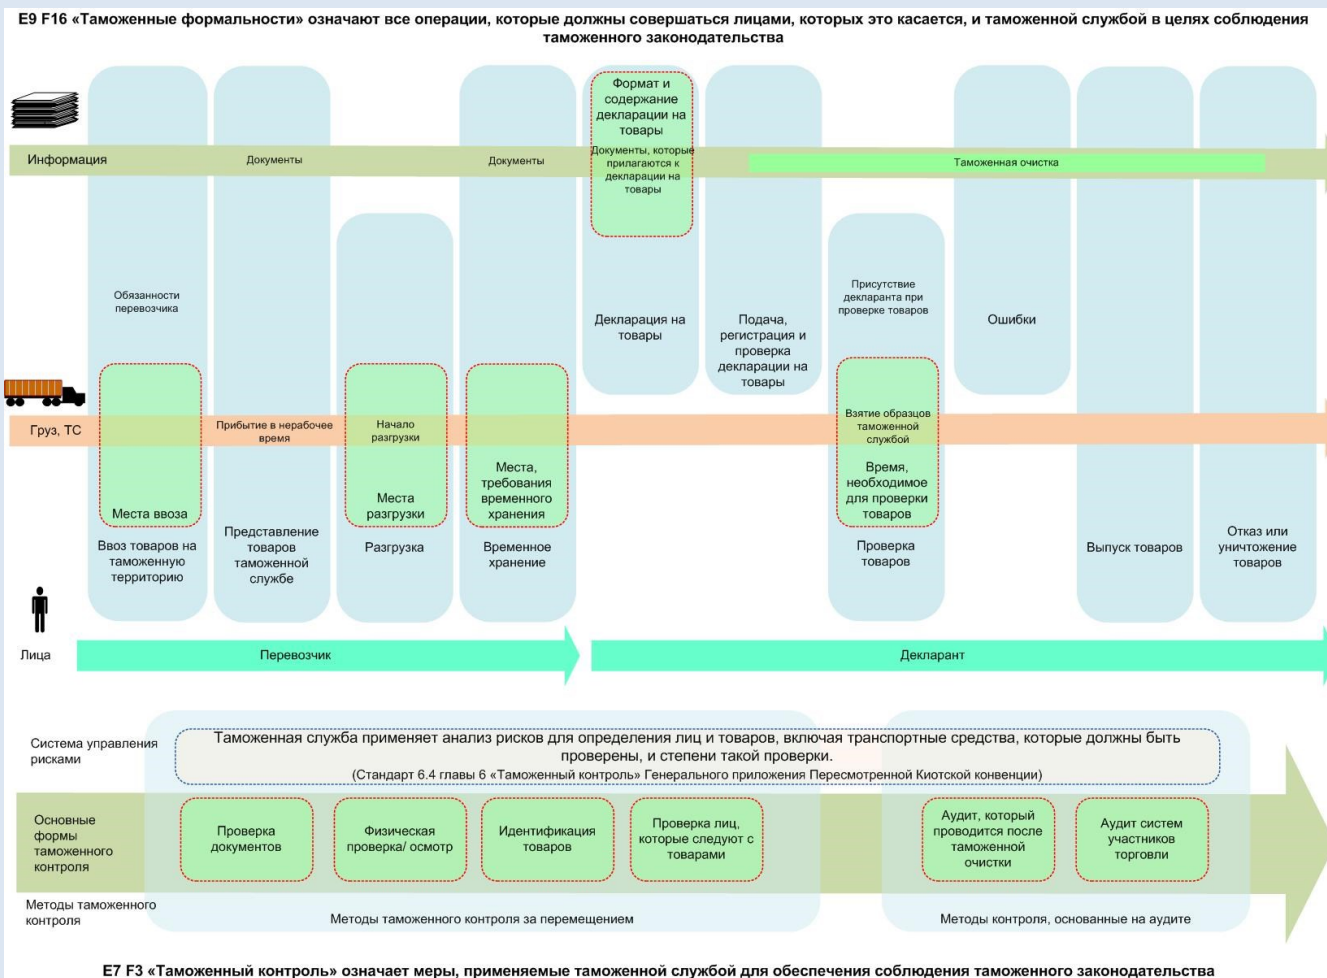 E9 F16 «Таможенные формальности» означают все операции, которые должны совершаться лицами, которых это касается, и таможенной службой в целях соблюдения
таможенного законодательства
Формат и
содержание
декларации на
товары
Информация
Документы
Документы
Документы, которые
прилагаются к
декларации на
товары
Таможенная очистка
Обязанности
перевозчика
Декларация на
товары
Подача,
регистрация и
проверка
декларации на
товары
Присутствие
декларанта при
проверке товаров
Ошибки
Груз, ТС
Прибытие в нерабочее
время
Начало
разгрузки
Взятие образцов
таможенной
службой
Места ввоза
Места
разгрузки
Места,
требования
временного
хранения
Время,
необходимое
для проверки
товаров
Ввоз товаров на
таможенную
территорию
Представление
товаров
таможенной
службе
Разгрузка
Временное
хранение
Проверка
товаров
Выпуск товаров
Отказ или
уничтожение
товаров
Лица
Перевозчик
Декларант
Система управления
рисками
Таможенная служба применяет анализ рисков для определения лиц и товаров, включая транспортные средства, которые должны быть
проверены, и степени такой проверки.
(Стандарт 6.4 главы 6 «Таможенный контроль» Генерального приложения Пересмотренной Киотской конвенции)
Основные
формы
таможенного
контроля
Проверка
документов
Физическая
проверка/ осмотр
Идентификация
товаров
Проверка лиц,
которые следуют с
товарами
Аудит, который
проводится после
таможенной
очистки
Аудит систем
участников
торговли
Методы таможенного
контроля
Методы таможенного контроля за перемещением
Методы контроля, основанные на аудите
E7 F3 «Таможенный контроль» означает меры, применяемые таможенной службой для обеспечения соблюдения таможенного законодательства